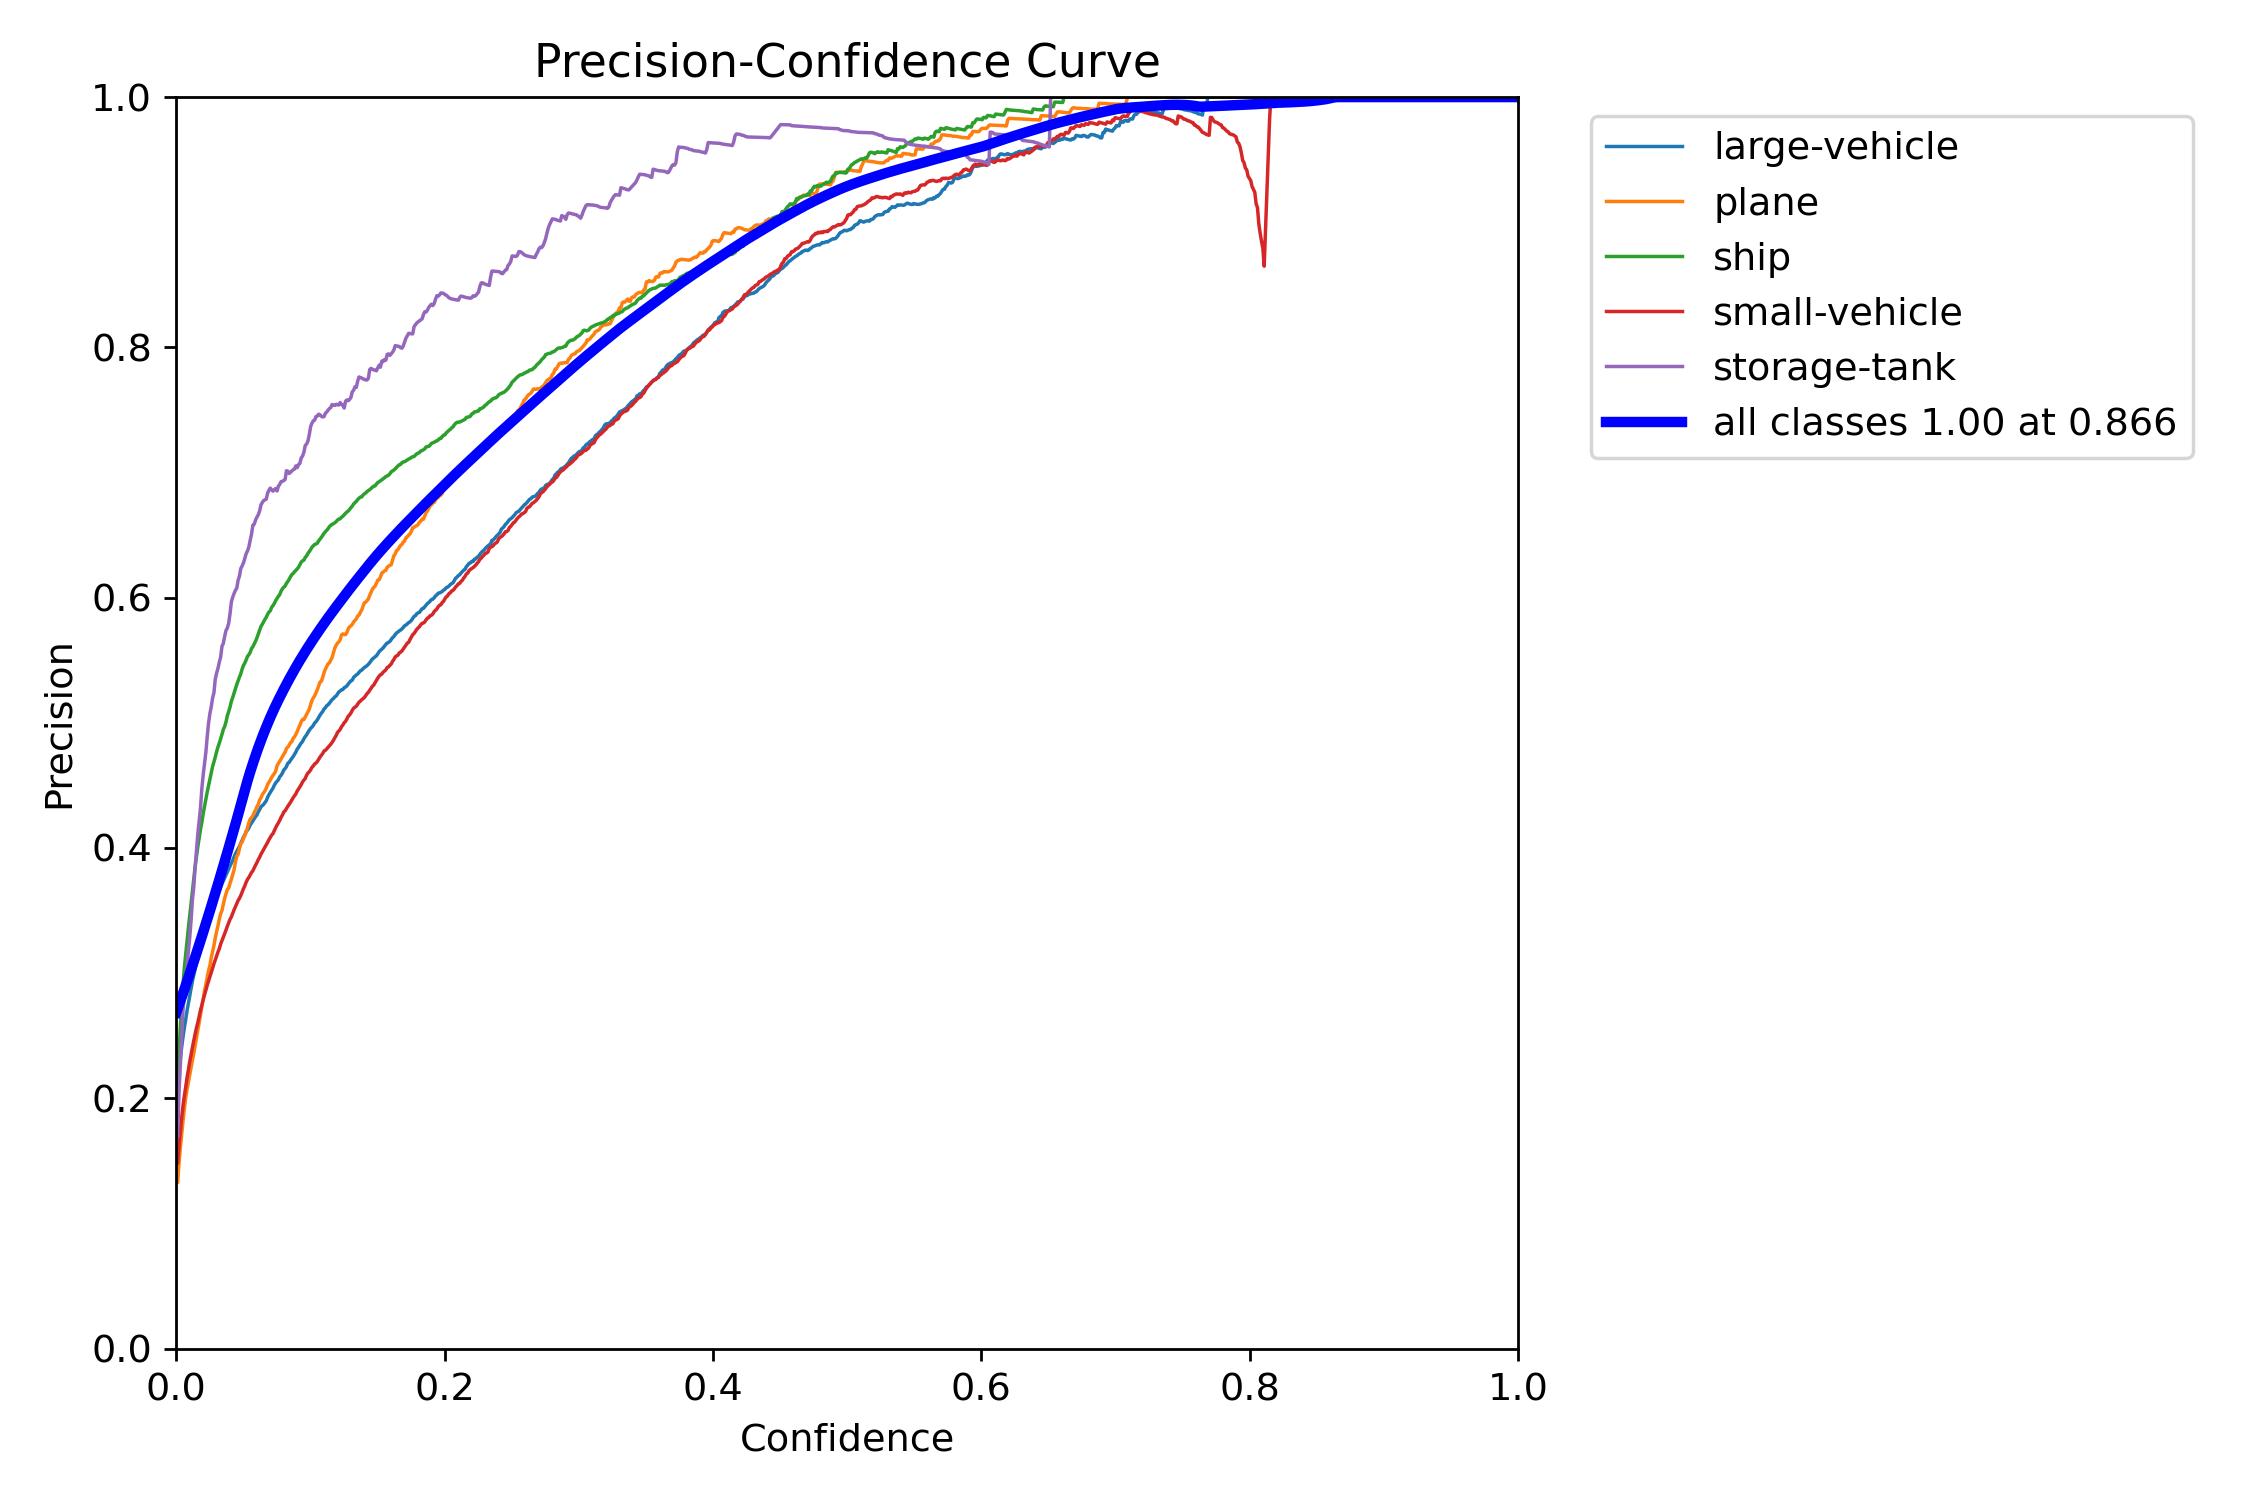 Precision-Confidence Curve
1.0
0.8
0.6
0.4
0.2
0.0
Precision
0.0 0.2 0.4 0.6 0.8 1.0
Confidence
large-vehicle
plane
ship
small-vehicle
storage-tank
all classes 1.00 at 0.866